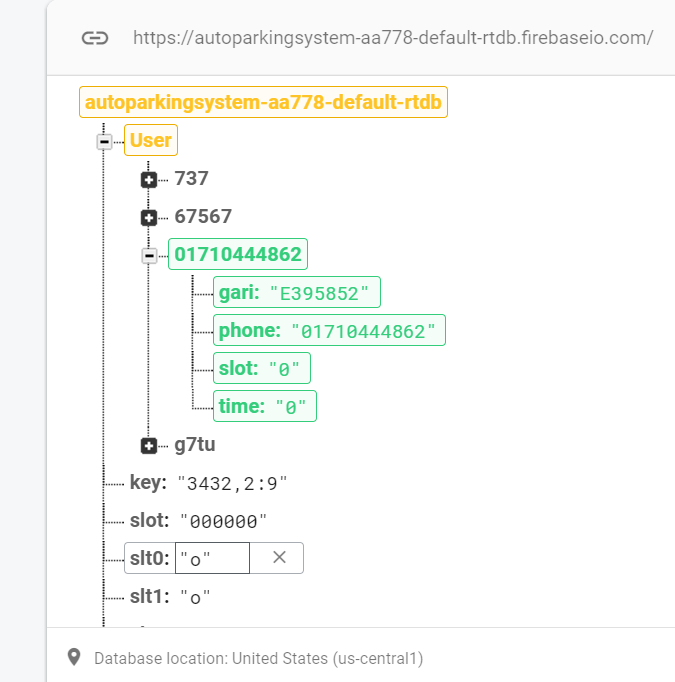 https://autoparkingsystem-aa778-default-rtdb.firebaseio.com/
autoparkingsystem-aa778-default-rtdb
User
737
67567
01710444862
gari: "E395852"
phone: "01710444862"
slot: "0"
time: "0"
g7tu
key: "3432,2:9"
slot: "000000"
slt0: "o"
slt1: "o"
Database location: United States (us-central1)